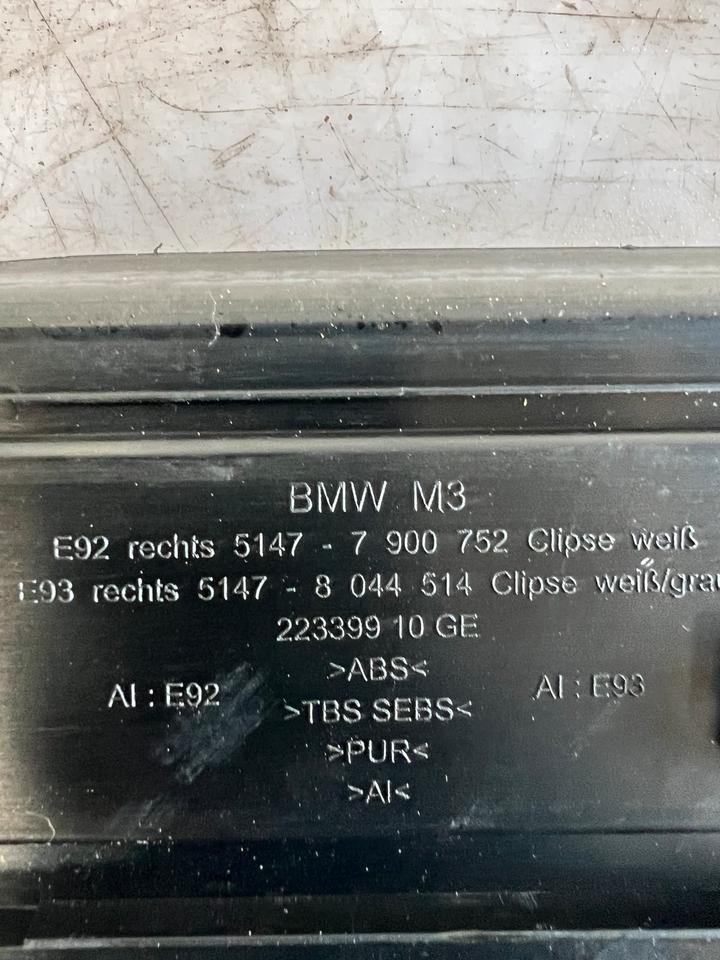 BMW M3
E92 rechts 5147 - 7 900 752 Clipse weiß
E93 rechts 5147 - 8 044 514 Clipse weiß/grau
223399 10 GE
>ABS<
AI : E92
>TBS SEBS<
AI : E93
>PUR<
>AI<